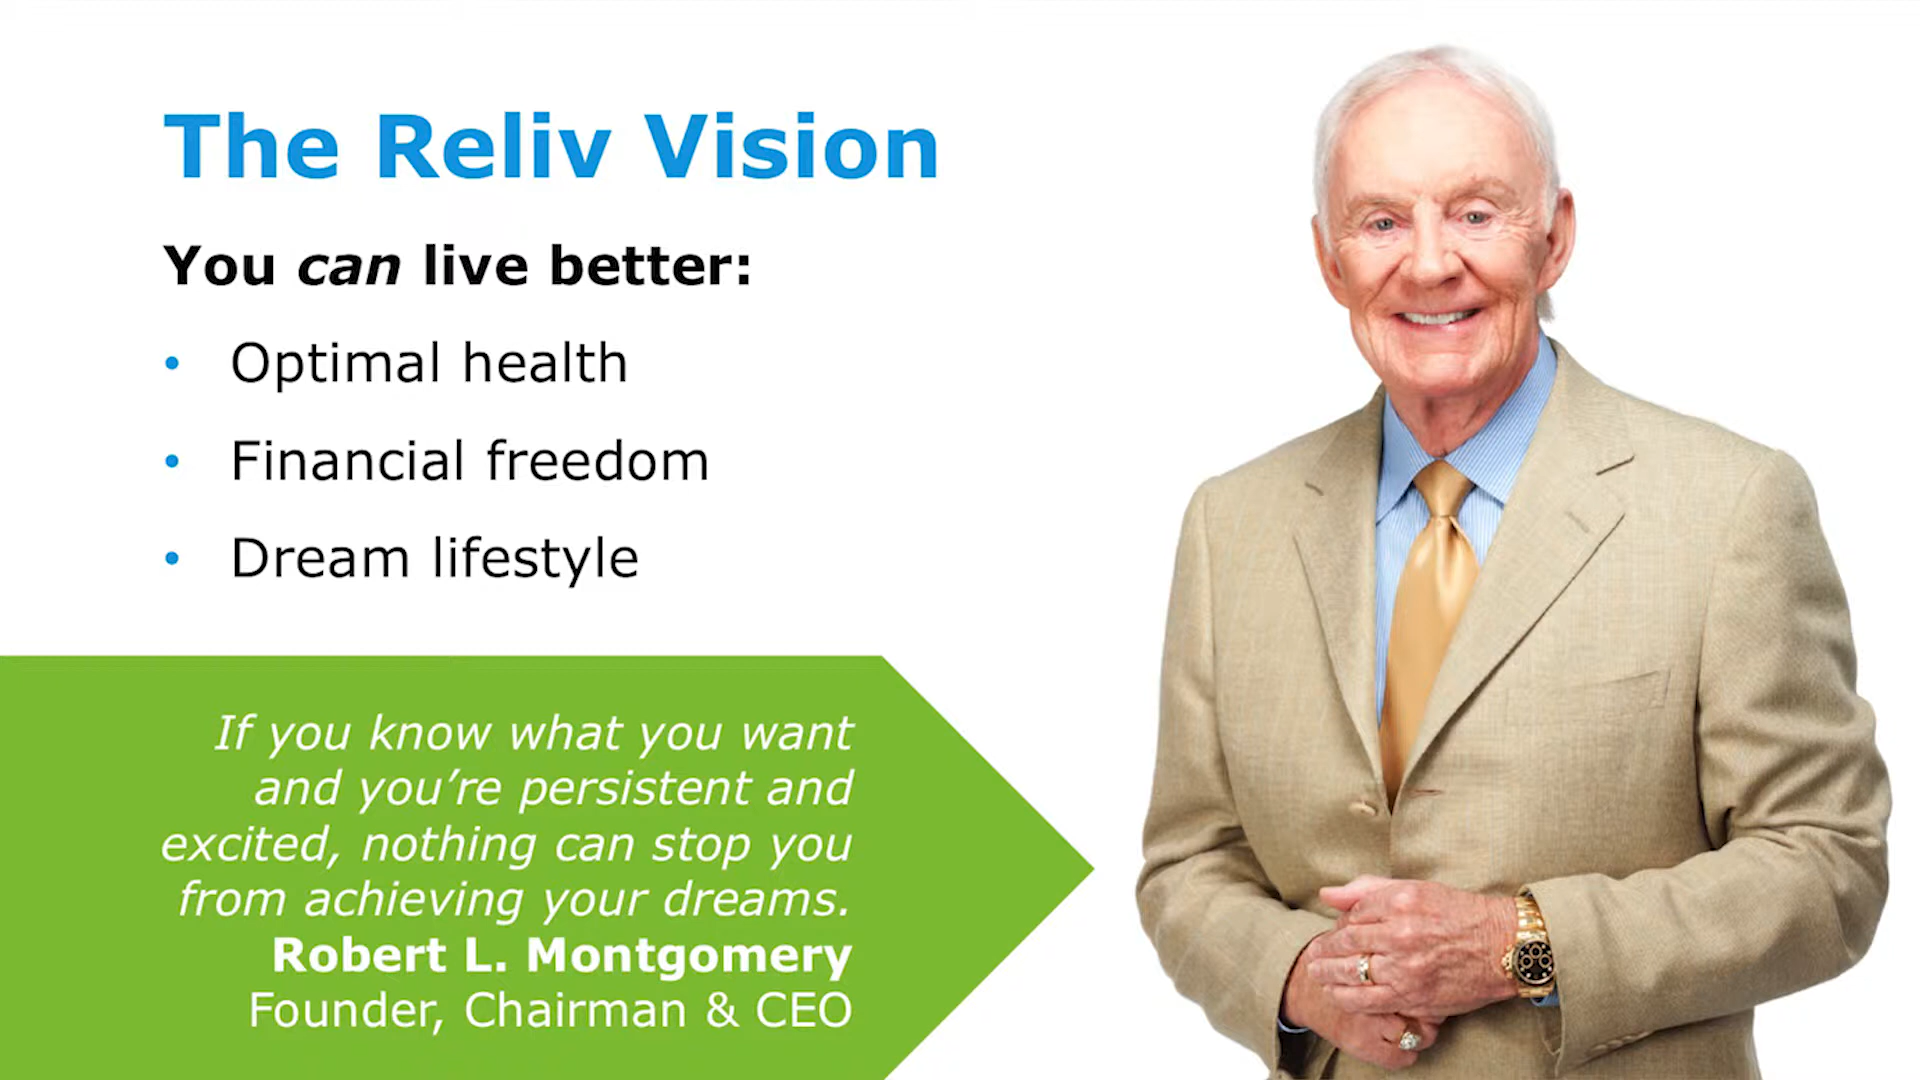 The Reliv Vision
You can live better:
• Optimal health
• Financial freedom
• Dream lifestyle
If you know what you want
and you’re persistent and
excited, nothing can stop you
from achieving your dreams.
Robert L. Montgomery
Founder, Chairman & CEO